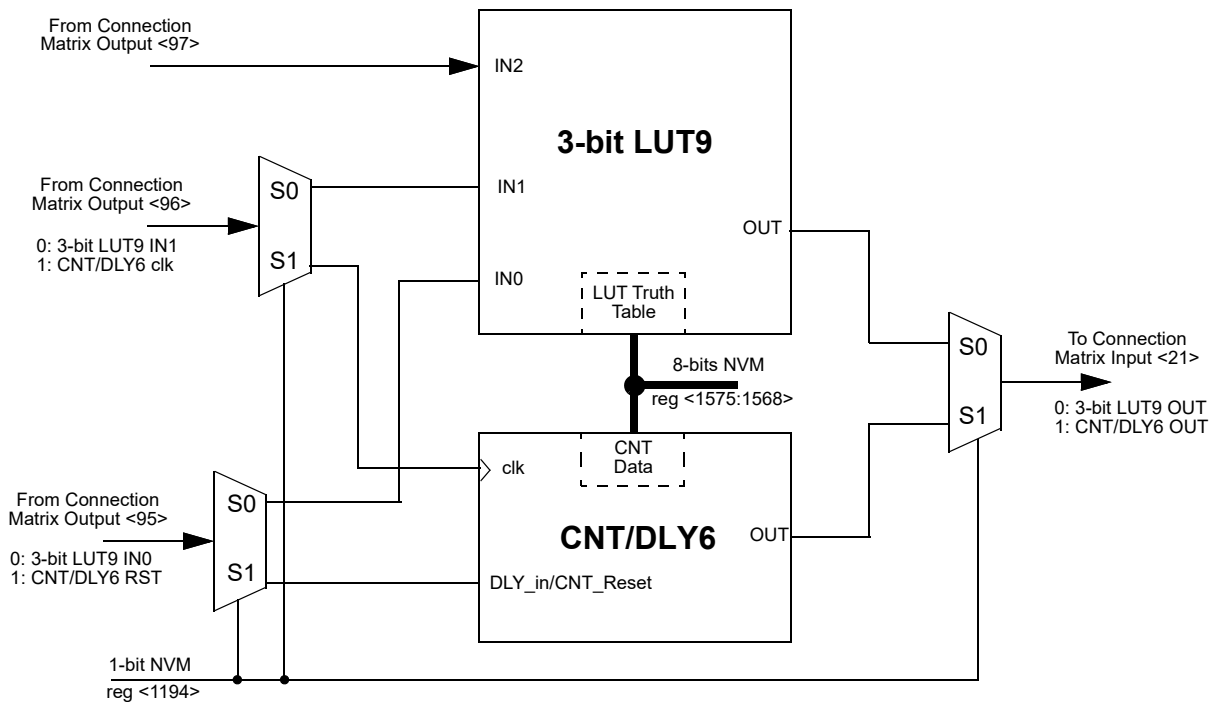 From Connection
Matrix Output <97>
IN2
3-bit LUT9
From Connection
Matrix Output <96>
0: 3-bit LUT9 IN1
1: CNT/DLY6 clk
S0
S1
IN1
IN0
OUT
LUT Truth
Table
8-bits NVM
reg <1575:1568>
S0
S1
To Connection
Matrix Input <21>
0: 3-bit LUT9 OUT
1: CNT/DLY6 OUT
CNT
Data
clk
CNT/DLY6
OUT
DLY_in/CNT_Reset
From Connection
Matrix Output <95>
0: 3-bit LUT9 IN0
1: CNT/DLY6 RST
S0
S1
1-bit NVM
reg <1194>